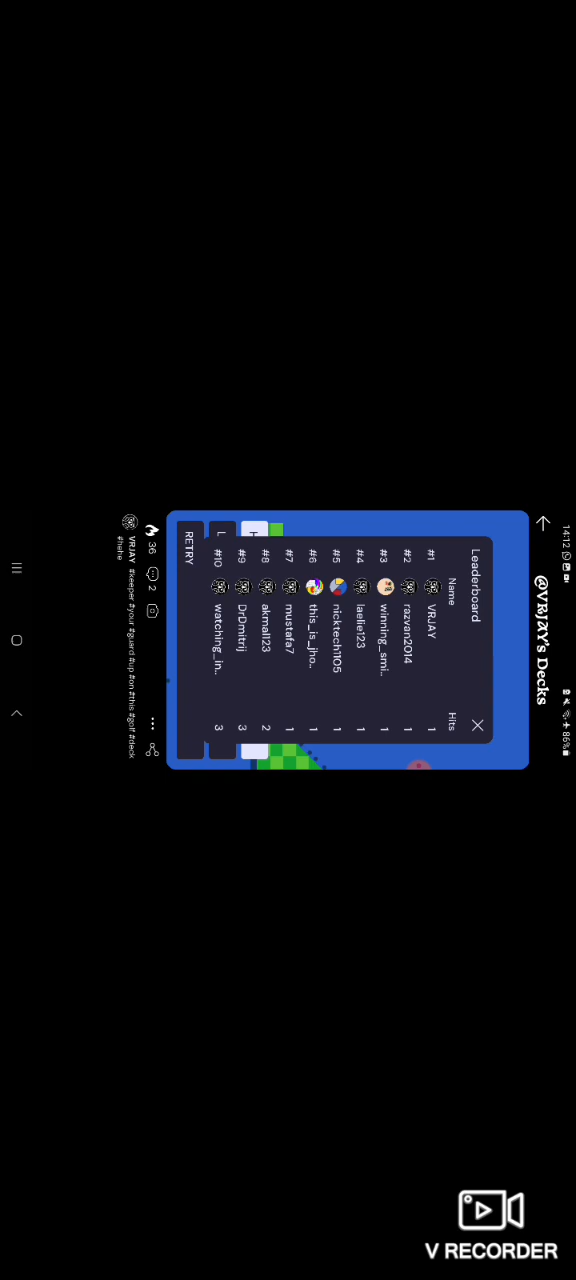 14:12
86%
@VRJAY's Decks
Leaderboard
Name Hits
#1 VRJAY 1
#2 razvan2014 1
#3 winning_smi.. 1
#4 laelie123 1
#5 nicktech1105 1
#6 this_is_jho.. 1
#7 mustafa7 1
#8 akmal123 2
#9 DrDmitrij 3
#10 watching_in.. 3
H
L
RETRY
36 2
VRJAY #keeper #your #guard #up #on #this #golf #deck
#hehe
V RECORDER